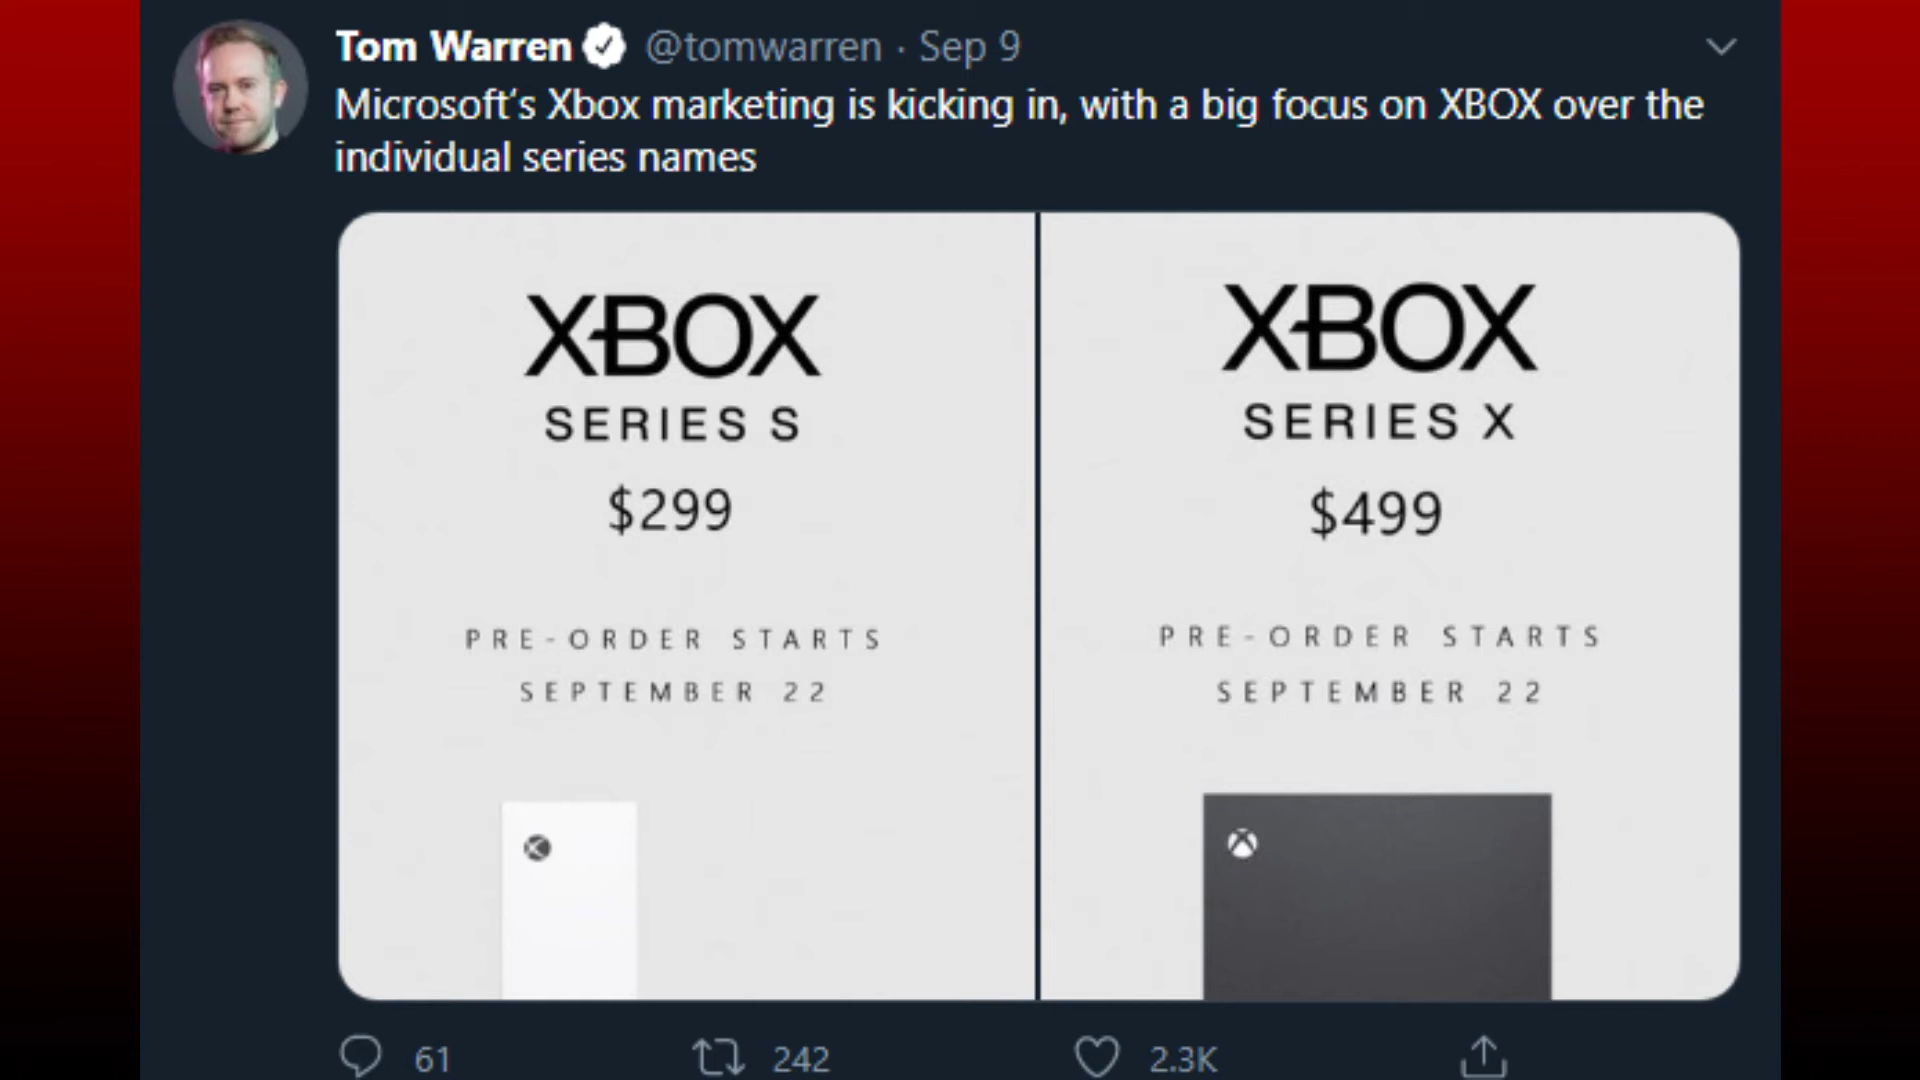 Tom Warren @tomwarren · Sep 9
Microsoft's Xbox marketing is kicking in, with a big focus on XBOX over the
individual series names
XBOX
SERIES S
$299
PRE-ORDER STARTS
SEPTEMBER 22
XBOX
SERIES X
$499
PRE-ORDER STARTS
SEPTEMBER 22
61 242 2.3K